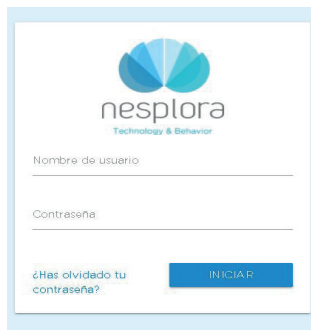 nesplora
Technology & Behavior
Nombre de usuario
Contraseña
¿Has olvidado tu
contraseña?
INICIAR